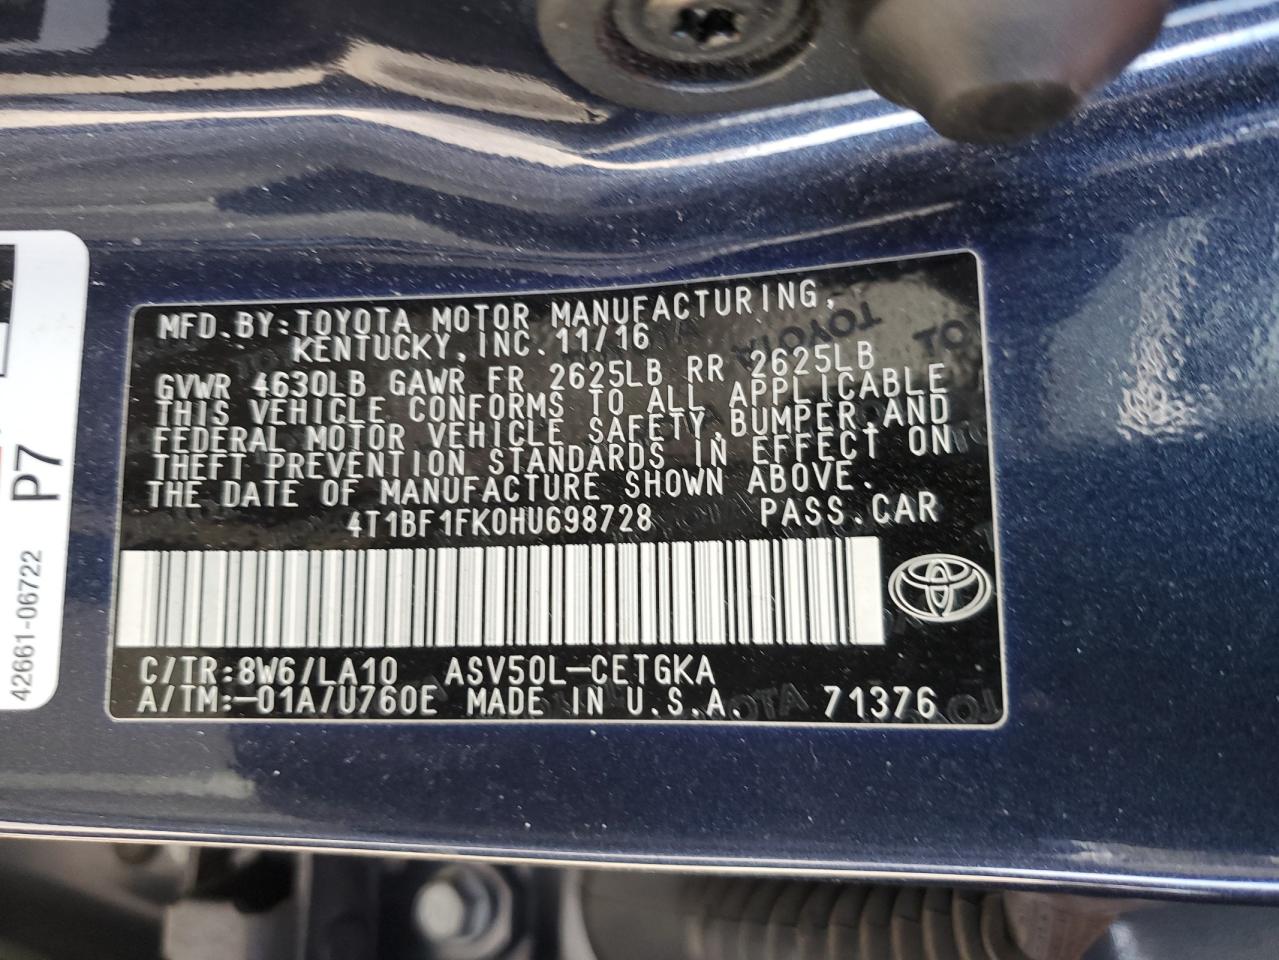 MFD.BY:TOYOTA MOTOR MANUFACTURING,
KENTUCKY,INC.11/16
GVWR 4630LB GAWR FR 2625LB RR 2625LB
THIS VEHICLE CONFORMS TO ALL APPLICABLE
FEDERAL MOTOR VEHICLE SAFETY,BUMPER,AND
THEFT PREVENTION STANDARDS IN EFFECT ON
THE DATE OF MANUFACTURE SHOWN ABOVE.
4T1BF1FK0HU698728 PASS.CAR
C/TR:8W6/LA10 ASV50L-CETGKA
A/TM:-01A/U760E MADE IN U.S.A. 71376
P7
42661-06722